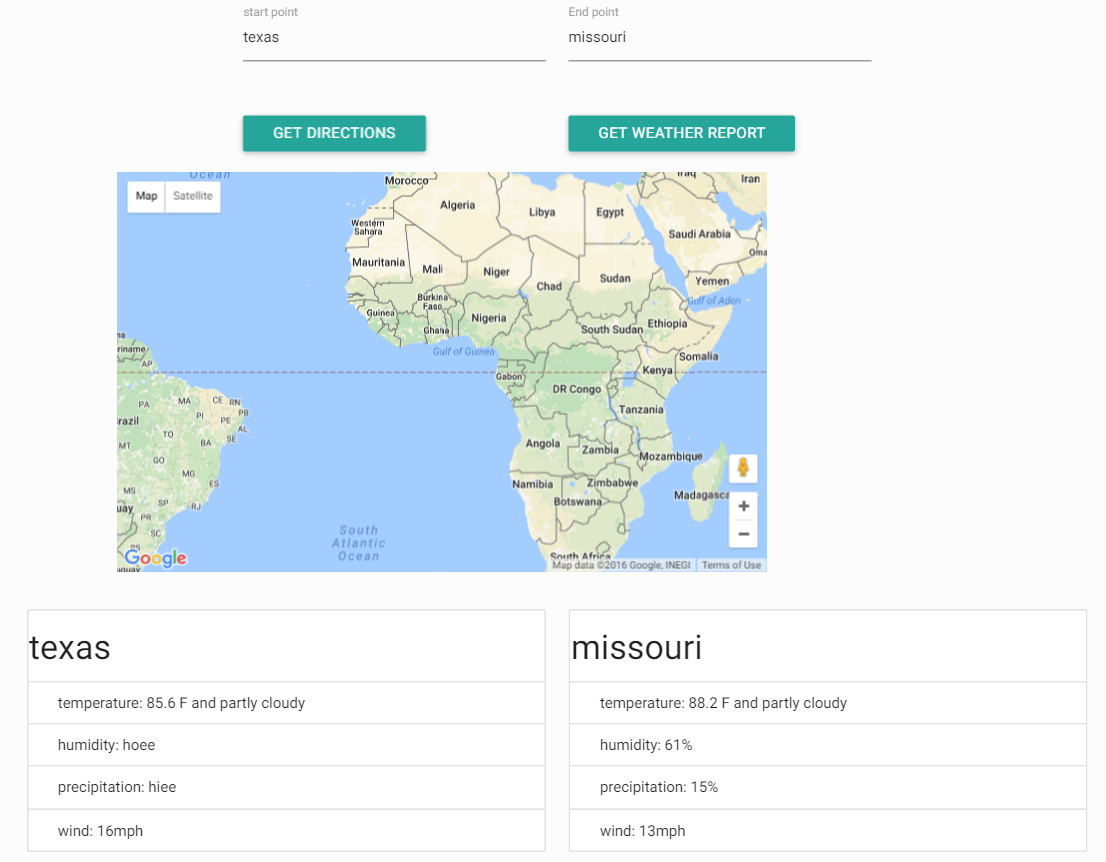 start point
End point
texas
missouri
GET DIRECTIONS
GET WEATHER REPORT
Ocean
Map
Satellite
Morocco
Iraq
Iran
Algeria
Libya
Egypt
Western
Sahara
Saudi Arabia
Oma
Mauritania
Mali
Niger
Chad
Sudan
Yemen
Burkina
Faso
Gulf of Aden
Guinea
Nigeria
Ghana
South Sudan
Ethiopia
Gulf of Guinea
na
riname
Somalia
AP
Gabon
Kenya
DR Congo
PA
MA
CE
RN
Tanzania
PI
PE
PB
razil
AL
TO
BA
SE
MT
Angola
Zambia
Mozambique
GO
MG
ES
Namibia
Zimbabwe
MS
Botswana
Madagasca
uay
SP
RJ
PR
SC
South
Atlantic
Ocean
RS
Google
South Africa
uguay
Map data ©2016 Google, INEGI
Terms of Use
texas
temperature: 85.6 F and partly cloudy
humidity: hoee
precipitation: hiee
wind: 16mph
missouri
temperature: 88.2 F and partly cloudy
humidity: 61%
precipitation: 15%
wind: 13mph